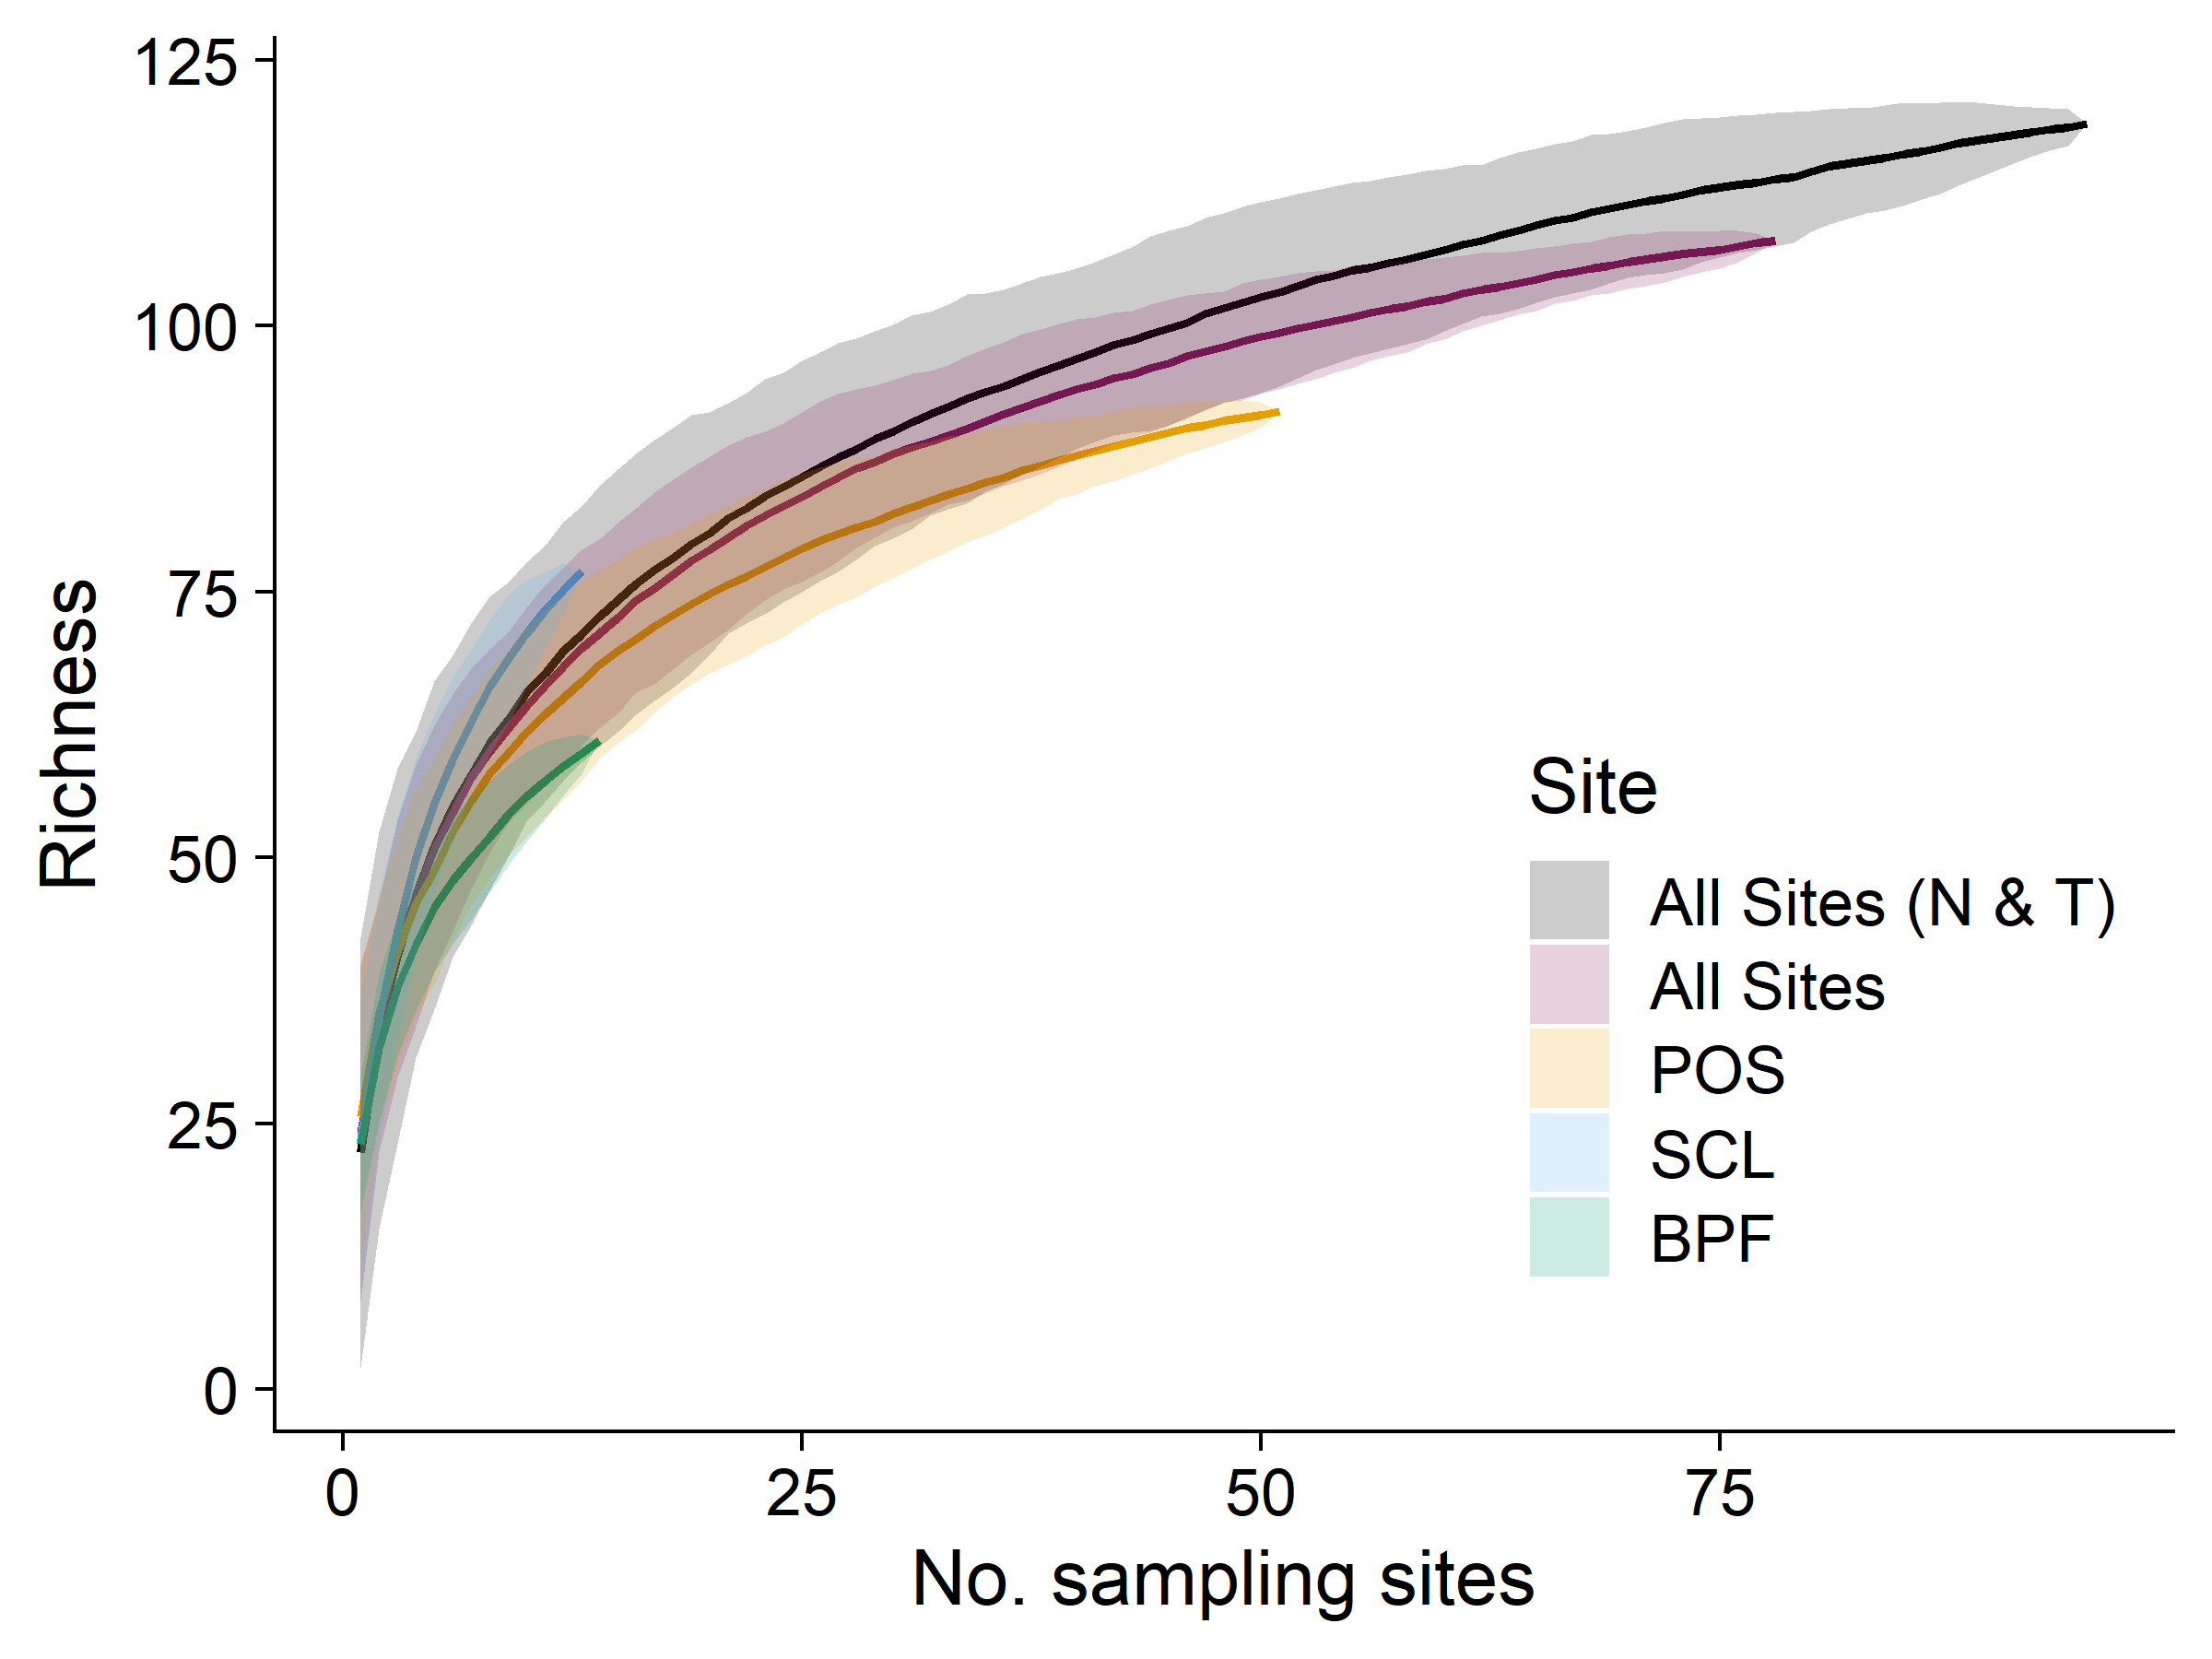 125
100
75
50
25
0
Richness
0 25 50 75
No. sampling sites
Site
All Sites (N & T)
All Sites
POS
SCL
BPF